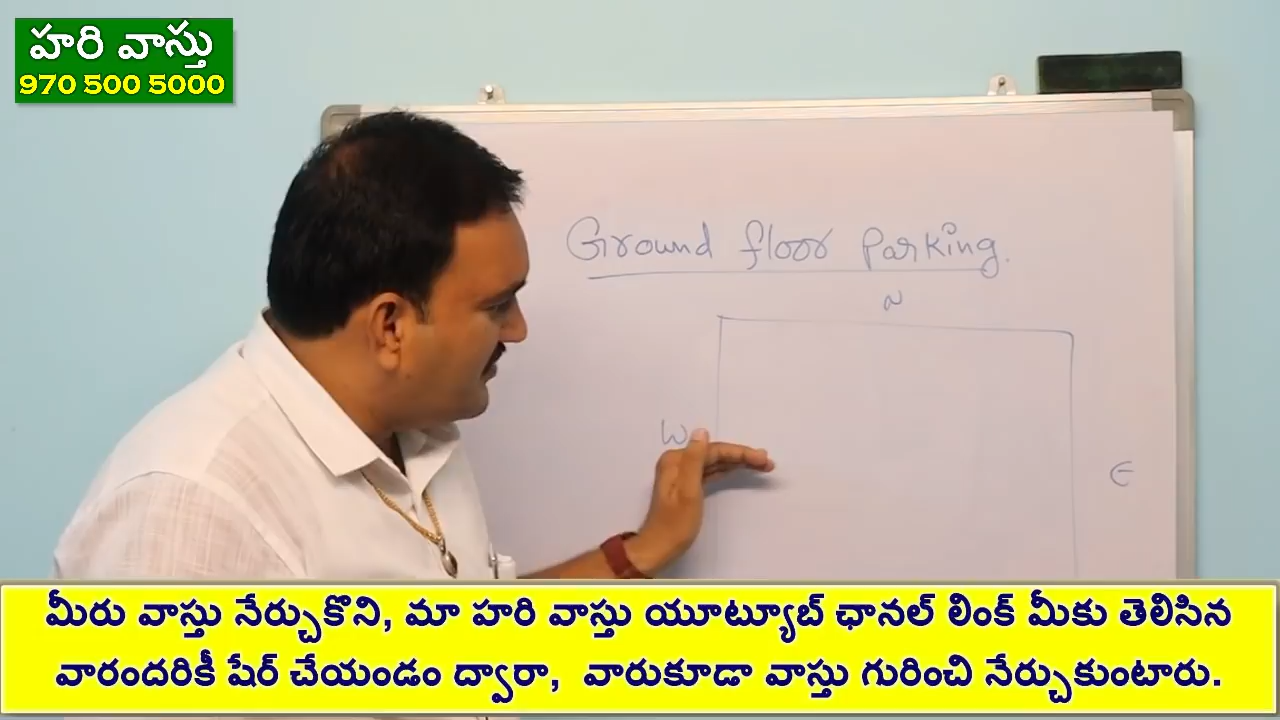 హరి వాస్తు
970 500 5000
Ground floor Parking.
N
W
E
మీరు వాస్తు నేర్చుకొని, మా హరి వాస్తు యూట్యూబ్ ఛానల్ లింక్ మీకు తెలిసిన
వారందరికీ షేర్ చేయండం ద్వారా, వారుకూడా వాస్తు గురించి నేర్చుకుంటారు.